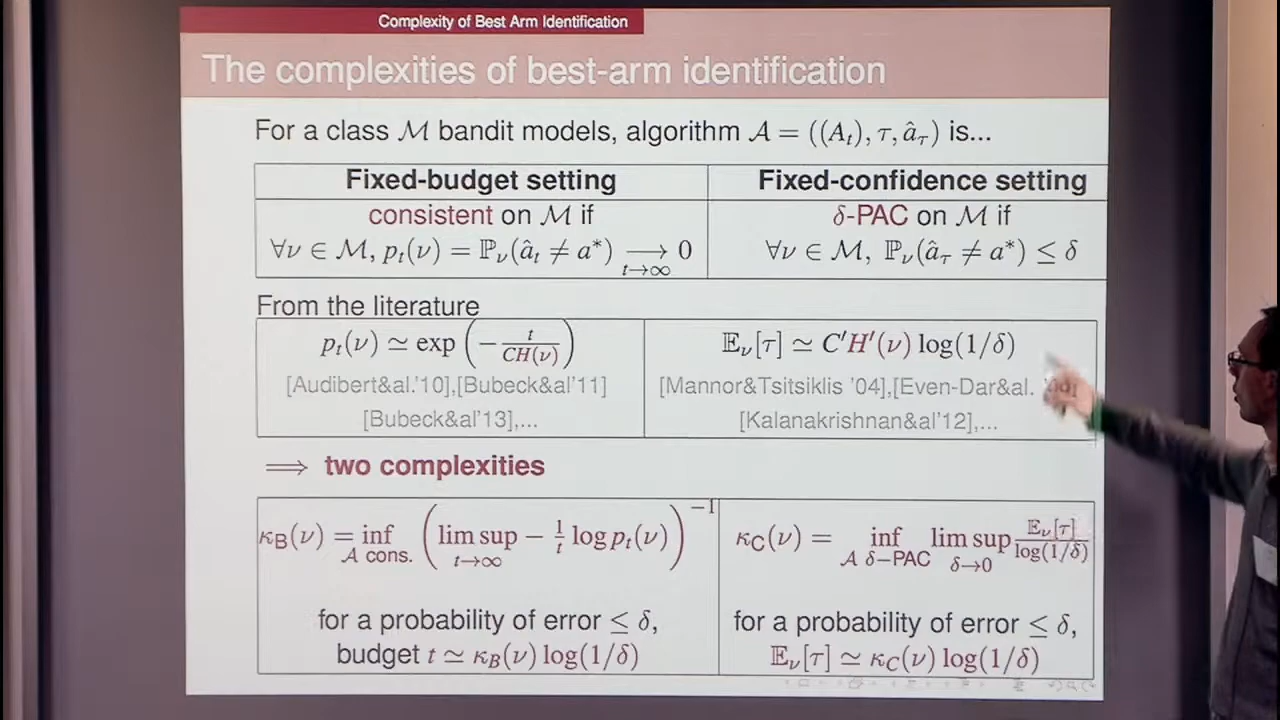 Complexity of Best Arm Identification
The complexities of best-arm identification
For a class ℳ bandit models, algorithm 𝒜 = ((A_t), τ, â_τ) is...
Fixed-budget setting
Fixed-confidence setting
consistent on ℳ if
δ-PAC on ℳ if
∀ν ∈ ℳ, p_t(ν) = ℙ_ν(â_t ≠ a*) ⟶_{t→∞} 0
∀ν ∈ ℳ, ℙ_ν(â_τ ≠ a*) ≤ δ
From the literature
p_t(ν) ≃ exp(−t/CH(ν))
𝔼_ν[τ] ≃ C′H′(ν) log(1/δ)
[Audibert&al.'10],[Bubeck&al'11]
[Mannor&Tsitsiklis '04],[Even-Dar&al.
[Bubeck&al'13],...
[Kalanakrishnan&al'12],...
⟹ two complexities
κ_B(ν) = inf_{𝒜 cons.} (lim sup_{t→∞} − 1/t log p_t(ν))^{−1}
κ_C(ν) = inf_{𝒜 δ−PAC} lim sup_{δ→0} 𝔼_ν[τ]/log(1/δ)
for a probability of error ≤ δ,
for a probability of error ≤ δ,
budget t ≃ κ_B(ν) log(1/δ)
𝔼_ν[τ] ≃ κ_C(ν) log(1/δ)